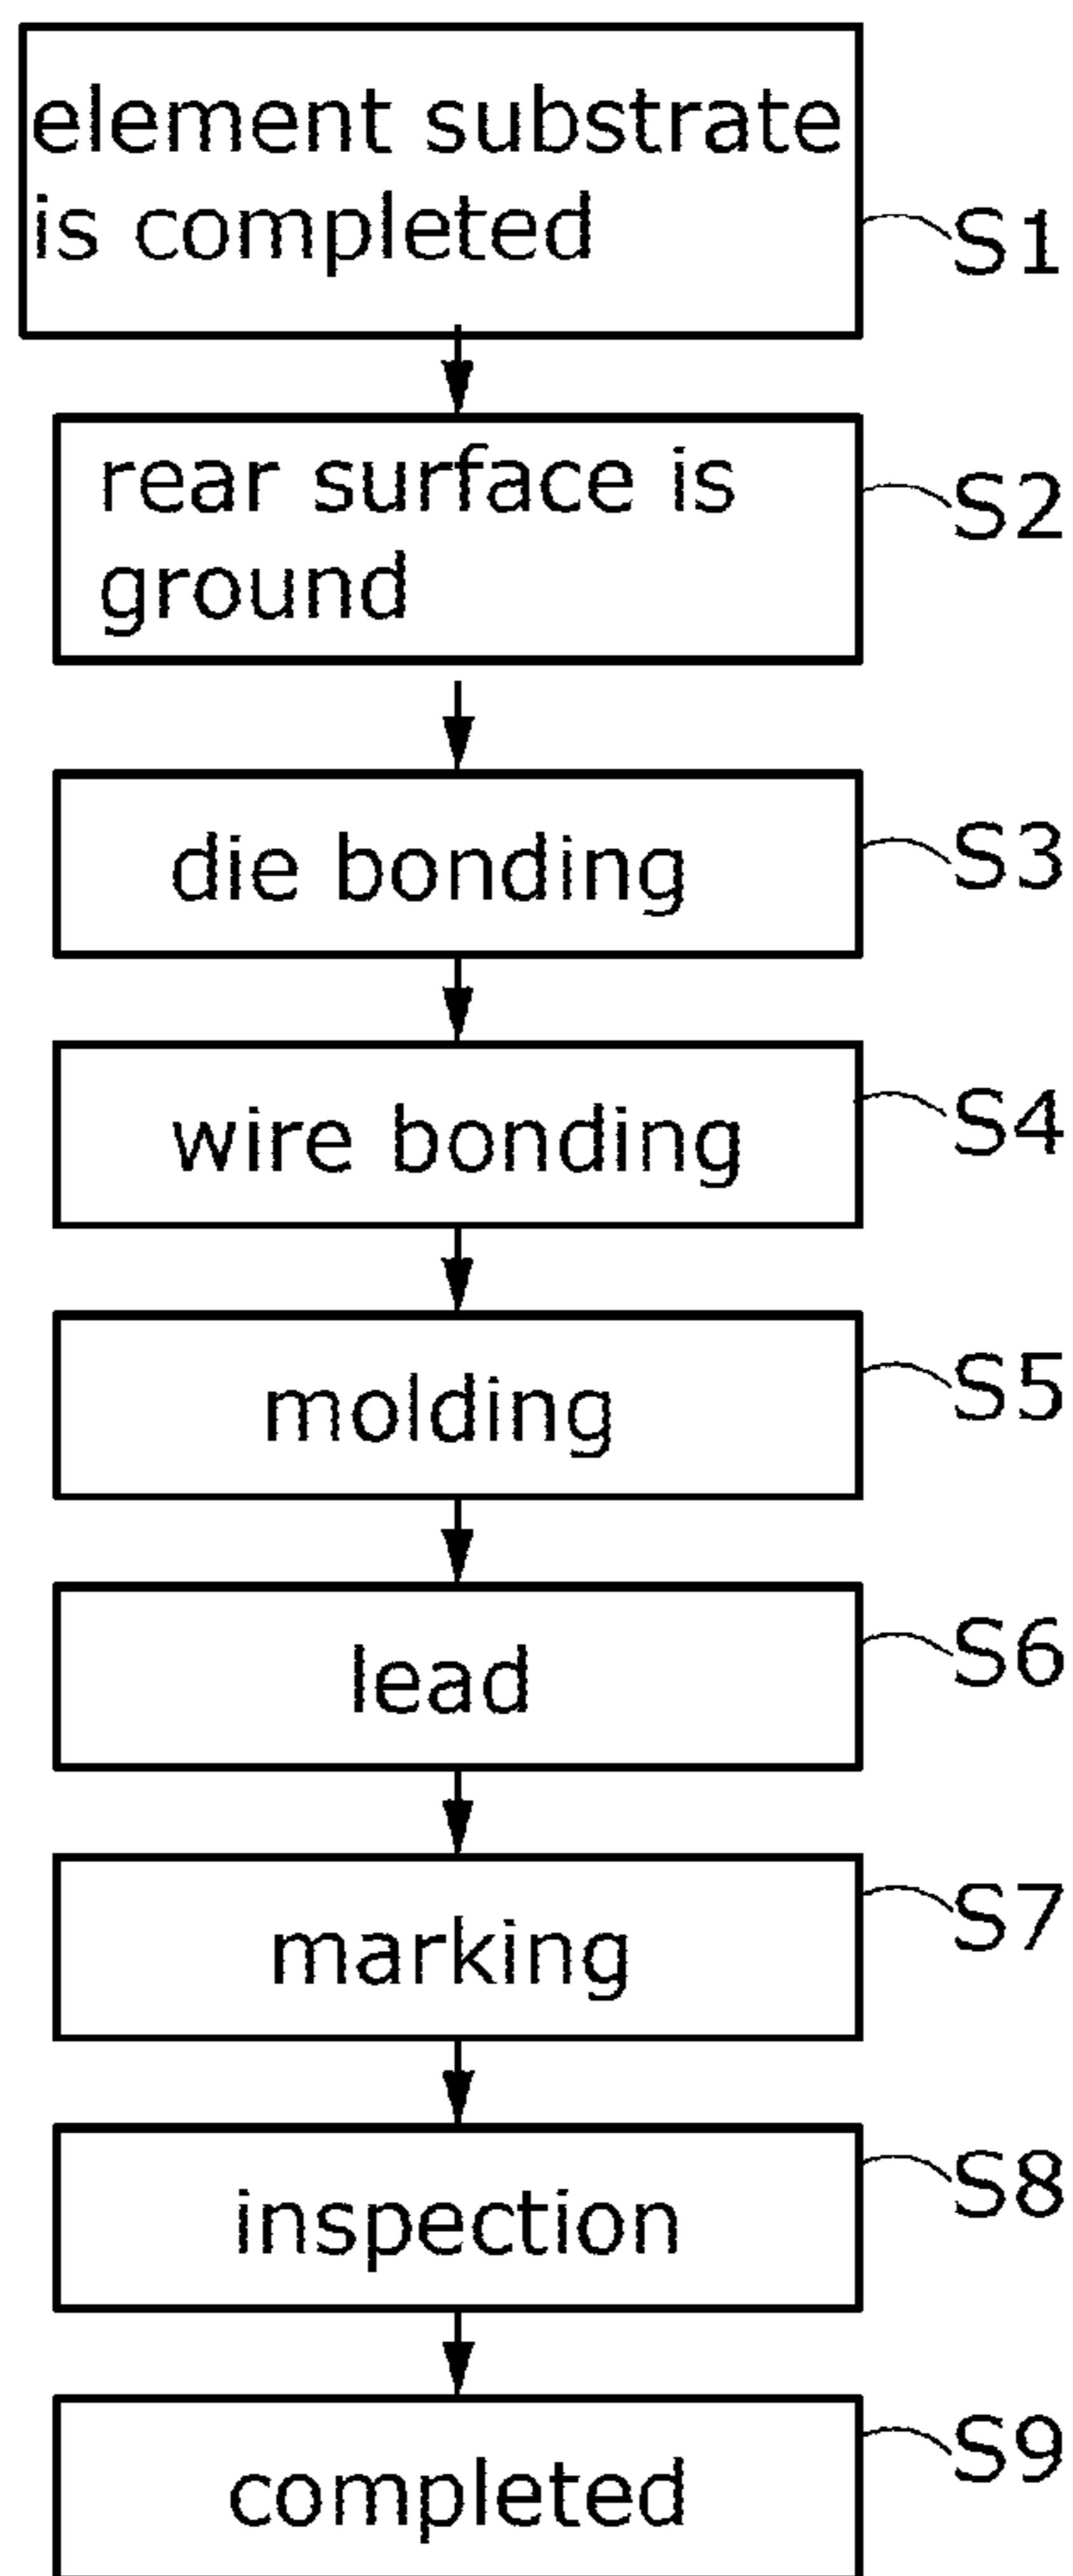 element substrate
is completed
S1
rear surface is
ground
S2
die bonding
S3
wire bonding
S4
molding
S5
lead
S6
marking
S7
inspection
S8
completed
S9